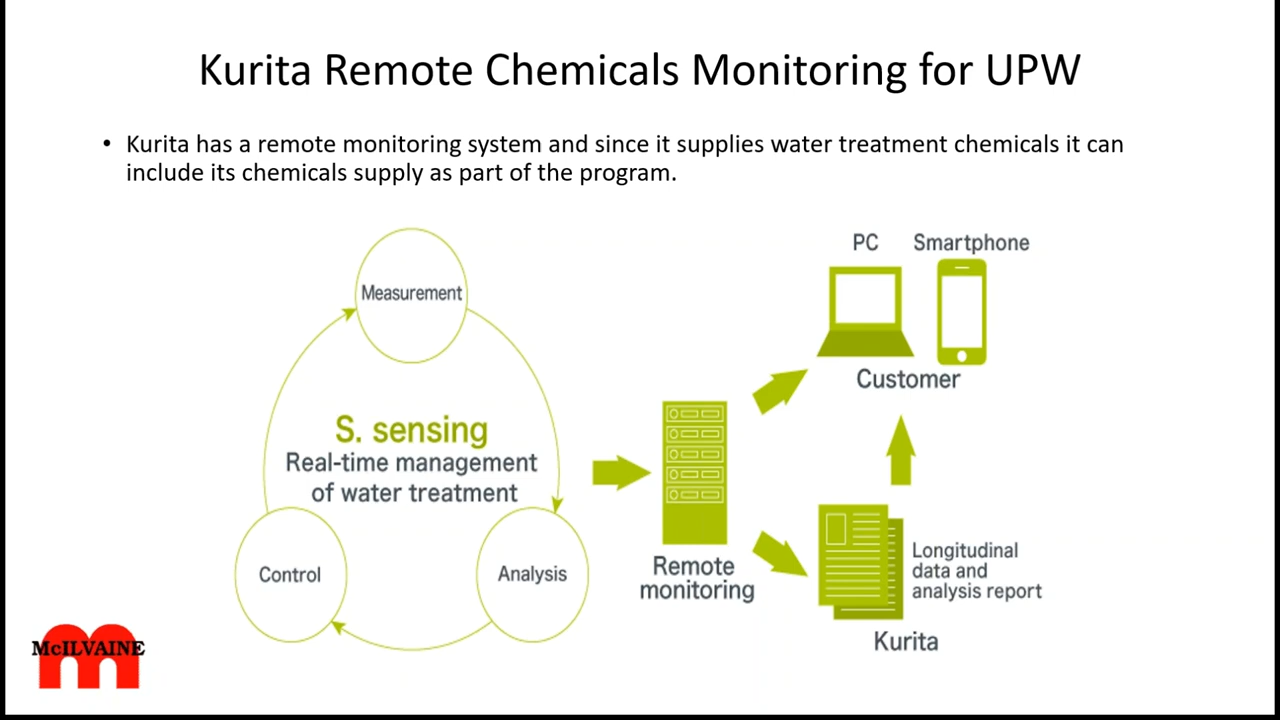 Kurita Remote Chemicals Monitoring for UPW
• Kurita has a remote monitoring system and since it supplies water treatment chemicals it can
include its chemicals supply as part of the program.
Measurement
S. sensing
Real-time management
of water treatment
Control
Analysis
Remote
monitoring
PC
Smartphone
Customer
Longitudinal
data and
analysis report
Kurita
McILVAINE